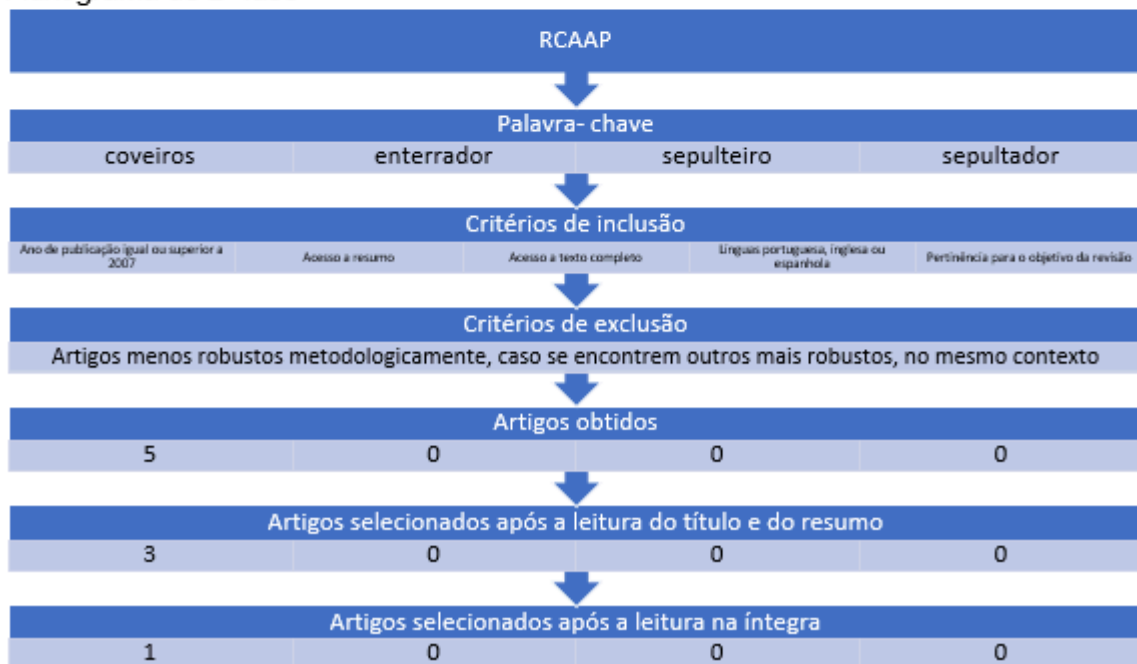 RCAAP
Palavra- chave
coveiros enterrador sepulteiro sepultador
Critérios de inclusão
Ano de publicação igual ou superior a 2007 Acesso a resumo Acesso a texto completo Línguas portuguesa, inglesa ou espanhola Pertinência para o objetivo da revisão
Critérios de exclusão
Artigos menos robustos metodologicamente, caso se encontrem outros mais robustos, no mesmo contexto
Artigos obtidos
5 0 0 0
Artigos selecionados após a leitura do título e do resumo
3 0 0 0
Artigos selecionados após a leitura na íntegra
1 0 0 0